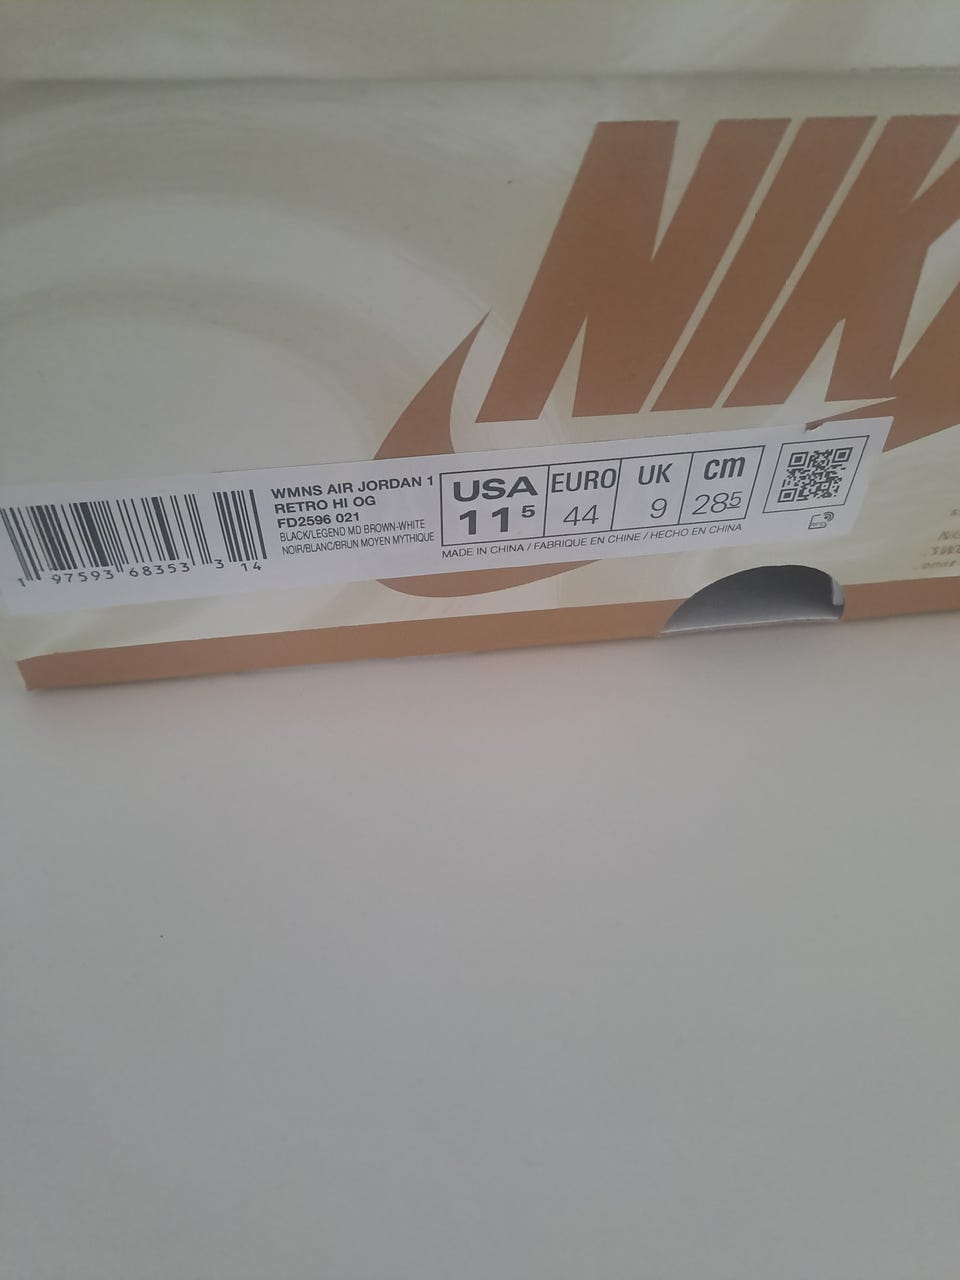 NIK
WMNS AIR JORDAN 1
RETRO HI OG
FD2596 021
BLACK/LEGEND MD BROWN-WHITE
NOIR/BLANC/BRUN MOYEN MYTHIQUE
1 97593 68353 3 14
USA EURO UK cm
11⁵ 44 9 28⁵
MADE IN CHINA / FABRIQUE EN CHINE / HECHO EN CHINA